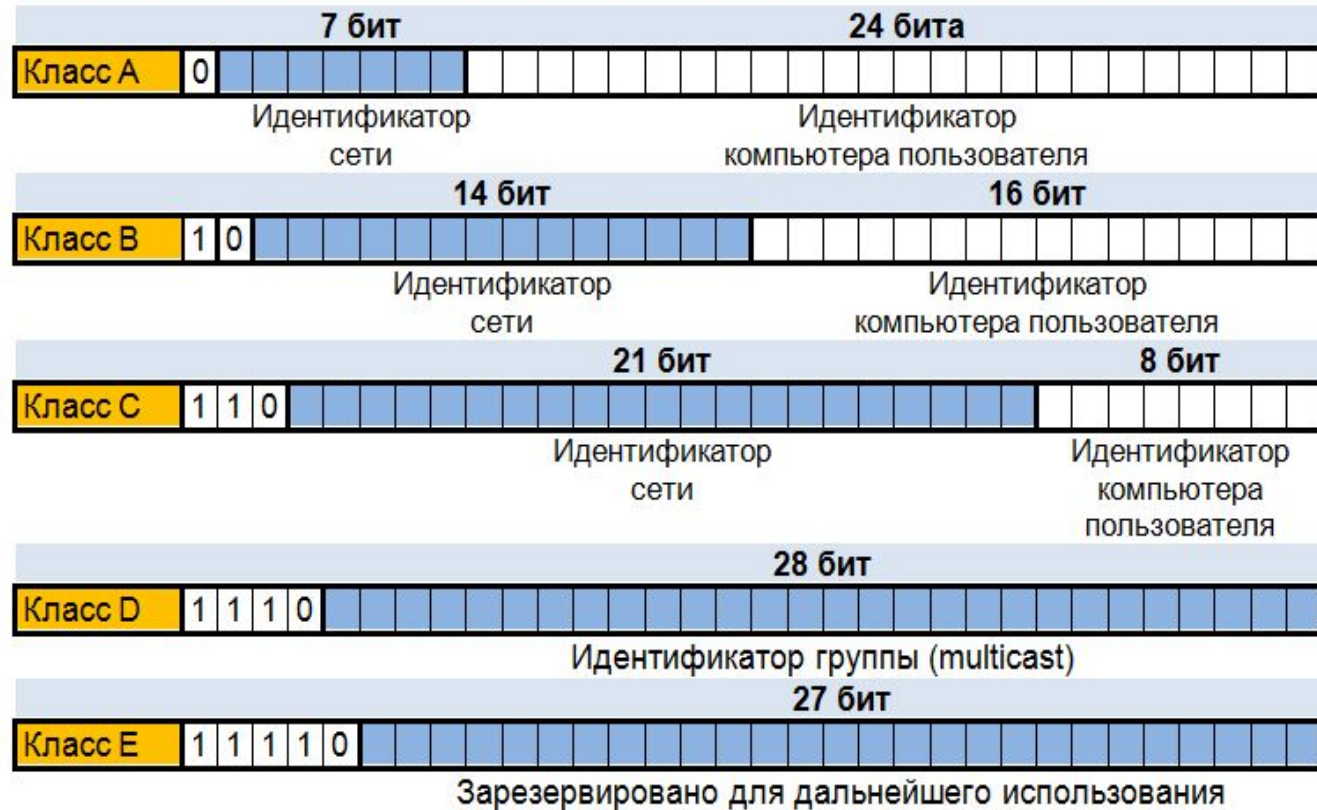 7 бит 24 бита
Класс A 0
Идентификатор Идентификатор
сети компьютера пользователя
14 бит 16 бит
Класс B 1 0
Идентификатор Идентификатор
сети компьютера пользователя
21 бит 8 бит
Класс C 1 1 0
Идентификатор Идентификатор
сети компьютера
пользователя
28 бит
Класс D 1 1 1 0
Идентификатор группы (multicast)
27 бит
Класс E 1 1 1 1 0
Зарезервировано для дальнейшего использования